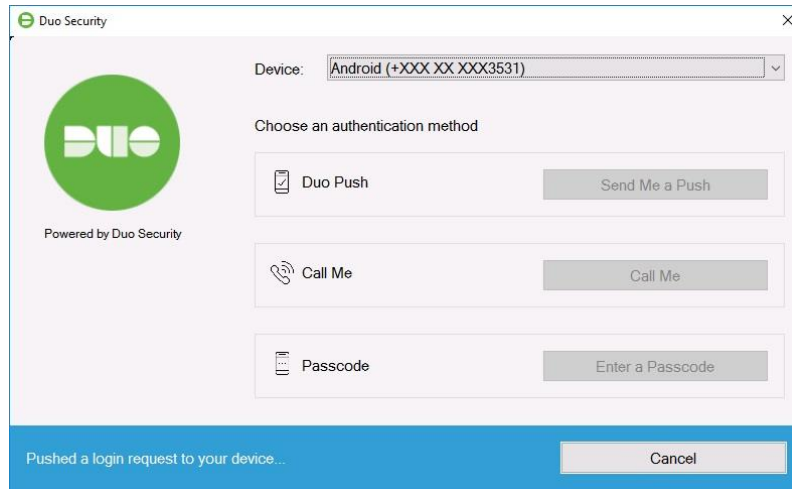 Duo Security
Device: Android (+XXX XX XXX3531)
DUO
Powered by Duo Security
Choose an authentication method
Duo Push Send Me a Push
Call Me Call Me
Passcode Enter a Passcode
Pushed a login request to your device... Cancel